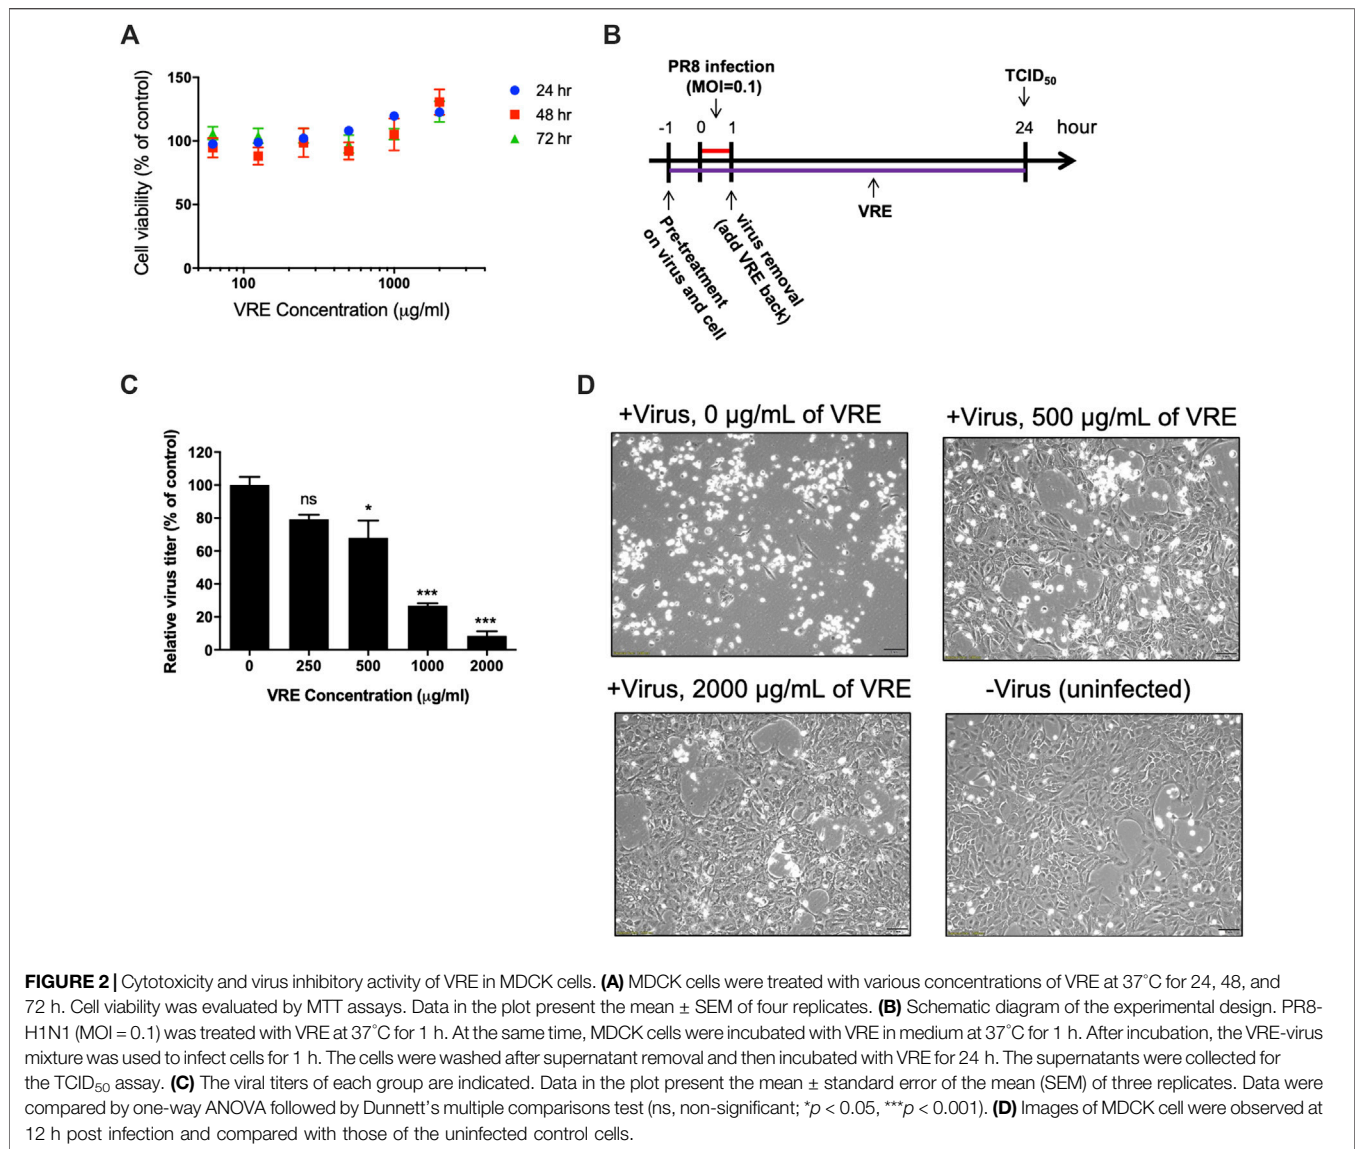 A
Cell viability (% of control)
150
100
50
0
100
1000
VRE Concentration (μg/ml)
24 hr
48 hr
72 hr
B
PR8 infection
(MOI=0.1)
TCID50
-1
0
1
24
hour
VRE
Pre-treatment
on virus and cell
virus removal
(add VRE back)
C
Relative virus titer (% of control)
120
100
80
60
40
20
0
ns
*
***
***
0
250
500
1000
2000
VRE Concentration (μg/ml)
D
+Virus, 0 μg/mL of VRE
+Virus, 500 μg/mL of VRE
+Virus, 2000 μg/mL of VRE
-Virus (uninfected)
FIGURE 2 | Cytotoxicity and virus inhibitory activity of VRE in MDCK cells. (A) MDCK cells were treated with various concentrations of VRE at 37°C for 24, 48, and
72 h. Cell viability was evaluated by MTT assays. Data in the plot present the mean ± SEM of four replicates. (B) Schematic diagram of the experimental design. PR8-
H1N1 (MOI = 0.1) was treated with VRE at 37°C for 1 h. At the same time, MDCK cells were incubated with VRE in medium at 37°C for 1 h. After incubation, the VRE-virus
mixture was used to infect cells for 1 h. The cells were washed after supernatant removal and then incubated with VRE for 24 h. The supernatants were collected for
the TCID50 assay. (C) The viral titers of each group are indicated. Data in the plot present the mean ± standard error of the mean (SEM) of three replicates. Data were
compared by one-way ANOVA followed by Dunnett's multiple comparisons test (ns, non-significant; *p < 0.05, ***p < 0.001). (D) Images of MDCK cell were observed at
12 h post infection and compared with those of the uninfected control cells.